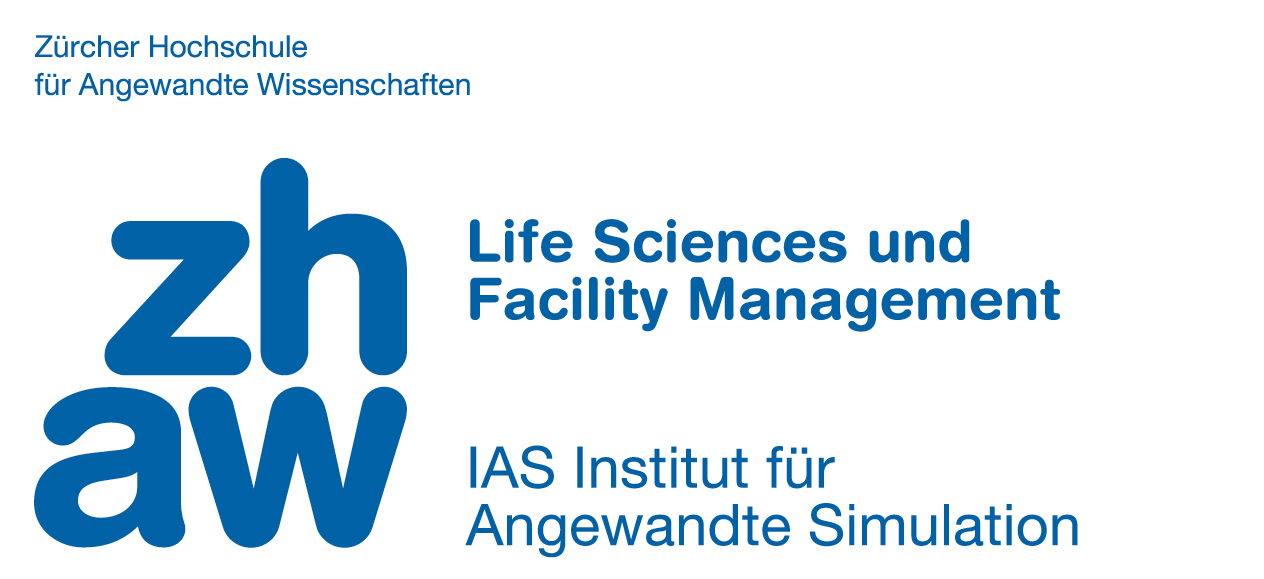 Zürcher Hochschule
für Angewandte Wissenschaften
zh
aw
Life Sciences und
Facility Management
IAS Institut für
Angewandte Simulation